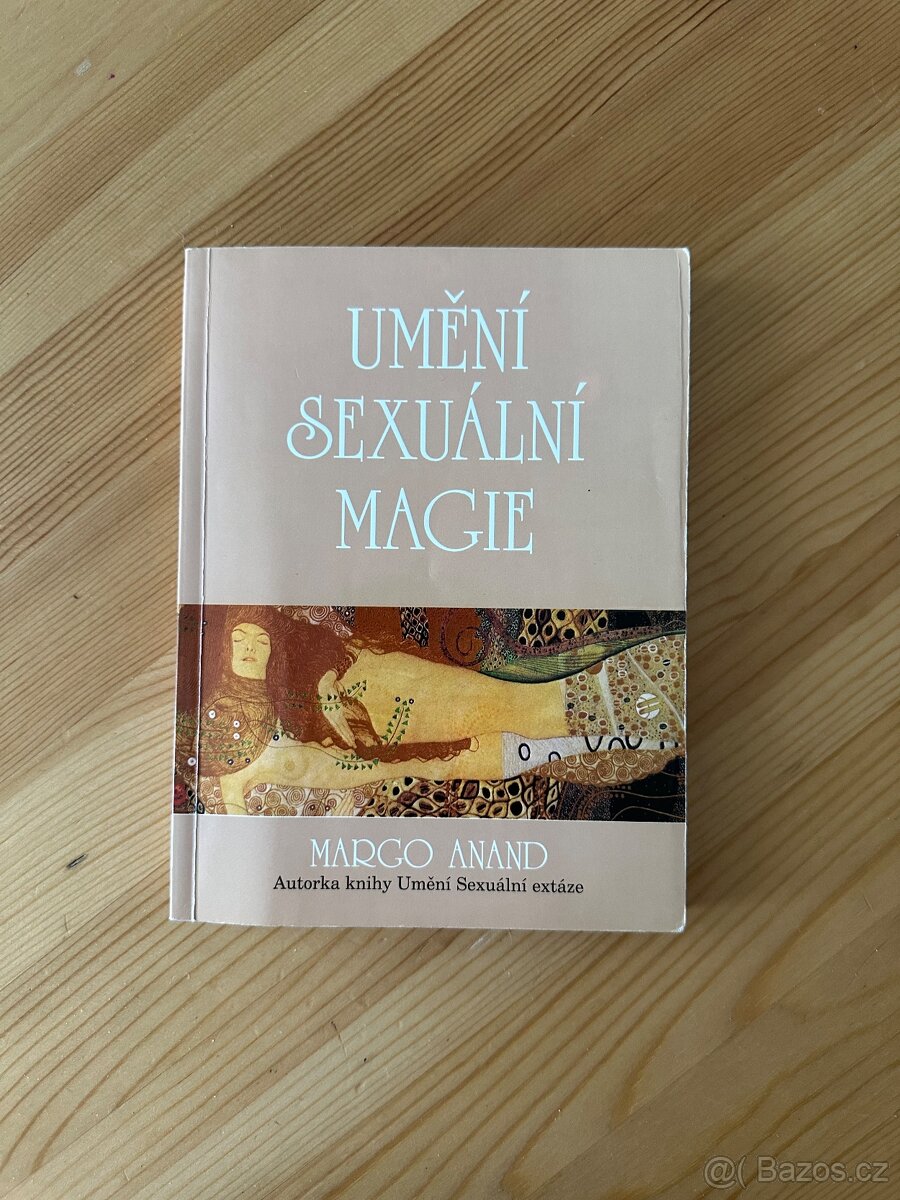 UMĚNÍ
SEXUÁLNÍ
MAGIE
MARGO ANAND
Autorka knihy Umění Sexuální extáze
@( Bazos.cz